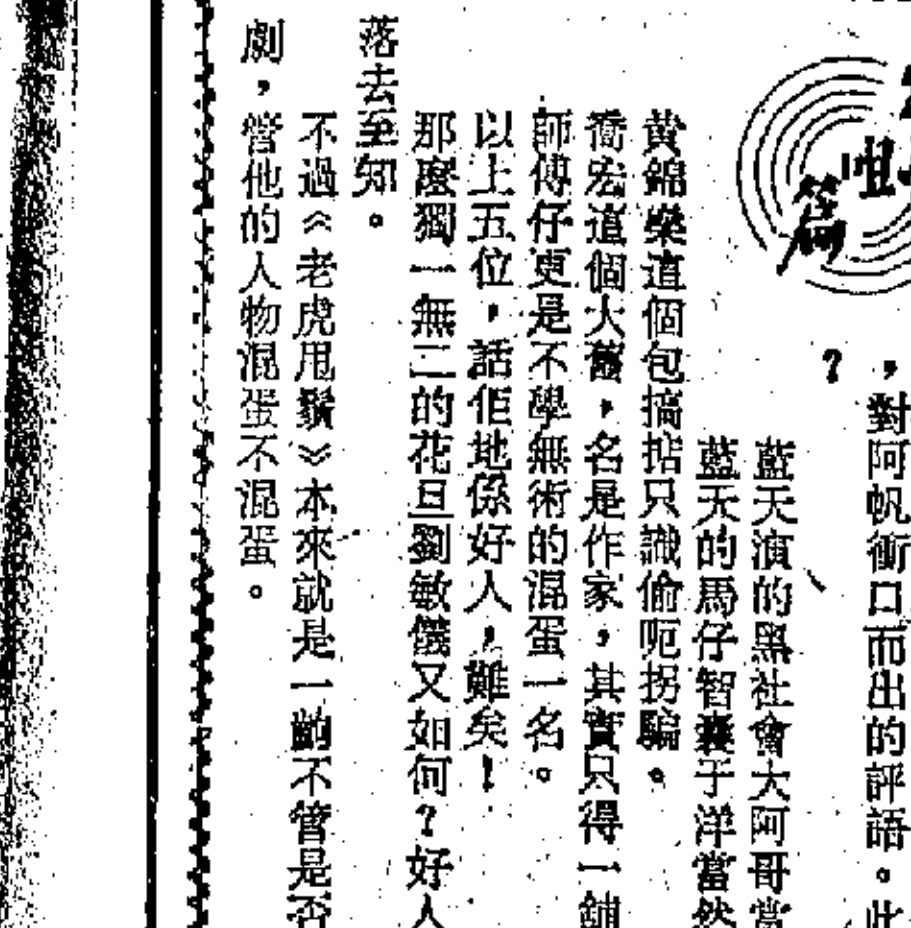 ，對阿帆衝口而出的評語。此
？
藍天演的黑社會大阿哥當
藍天的馬仔智囊于洋當然
黃錦燊這個包搞掂只識偷呃拐騙。
喬宏這個大舊，名是作家，其實只得一舖
師傅仔更是不學無術的混蛋一名。
以上五位，話佢地係好人，難矣！
那麼獨一無二的花旦劉敏儀又如何？好人
落去至知。
不過《老虎甩鬚》本來就是一齣不管是否
劇，管他的人物混蛋不混蛋。
篇